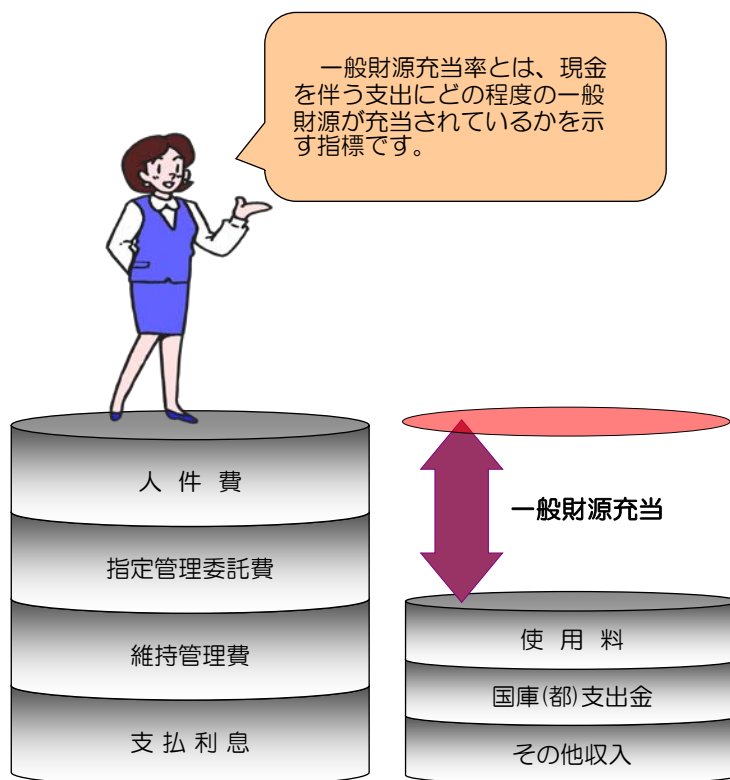 一般財源充当率とは、現金
を伴う支出にどの程度の一般
財源が充当されているかを示
す指標です。
人件費
指定管理委託費
維持管理費
支払利息
一般財源充当
使用料
国庫(都)支出金
その他収入